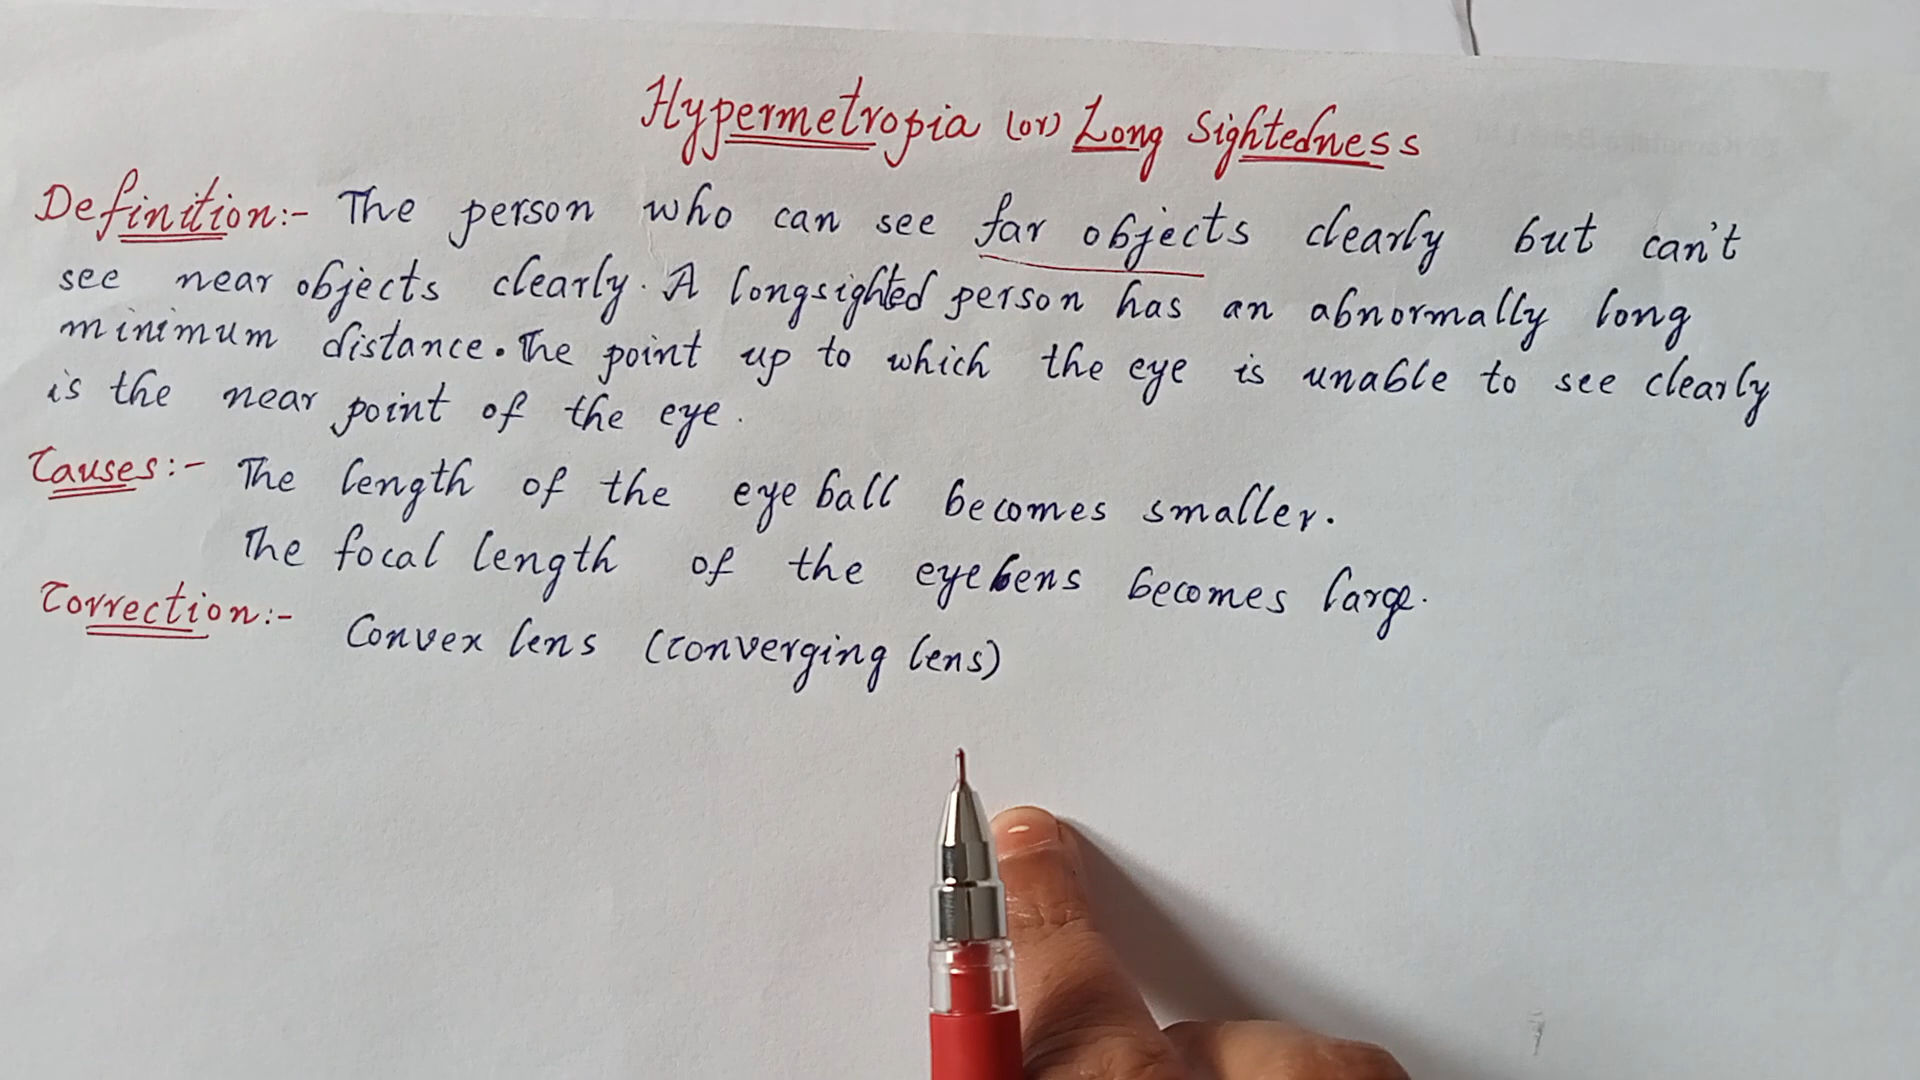 Hypermetropia (or) Long Sightedness
Definition:- The person who can see far objects clearly but can't
see near objects clearly. A longsighted person has an abnormally long
minimum distance. The point up to which the eye is unable to see clearly
is the near point of the eye.
Causes:- The length of the eye ball becomes smaller.
The focal length of the eye lens becomes large.
Correction:- Convex lens (converging lens)